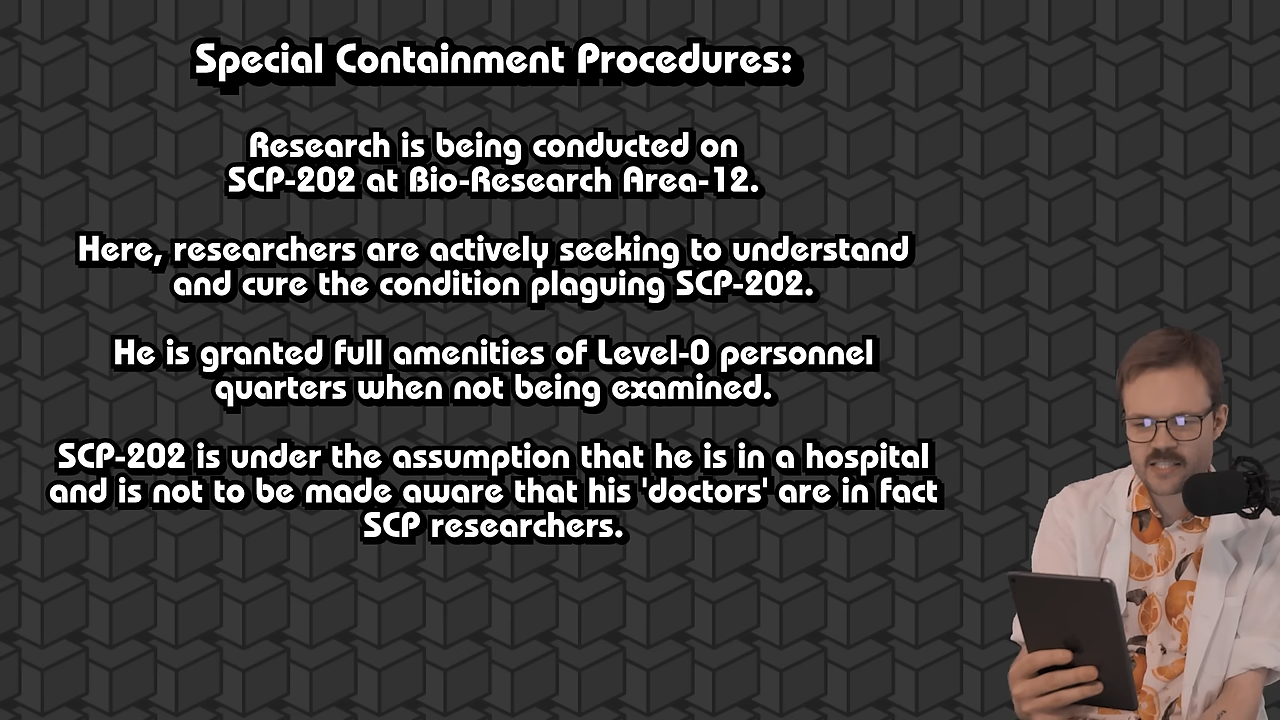 Special Containment Procedures:
Research is being conducted on
SCP-202 at Bio-Research Area-12.
Here, researchers are actively seeking to understand
and cure the condition plaguing SCP-202.
He is granted full amenities of Level-0 personnel
quarters when not being examined.
SCP-202 is under the assumption that he is in a hospital
and is not to be made aware that his 'doctors' are in fact
SCP researchers.